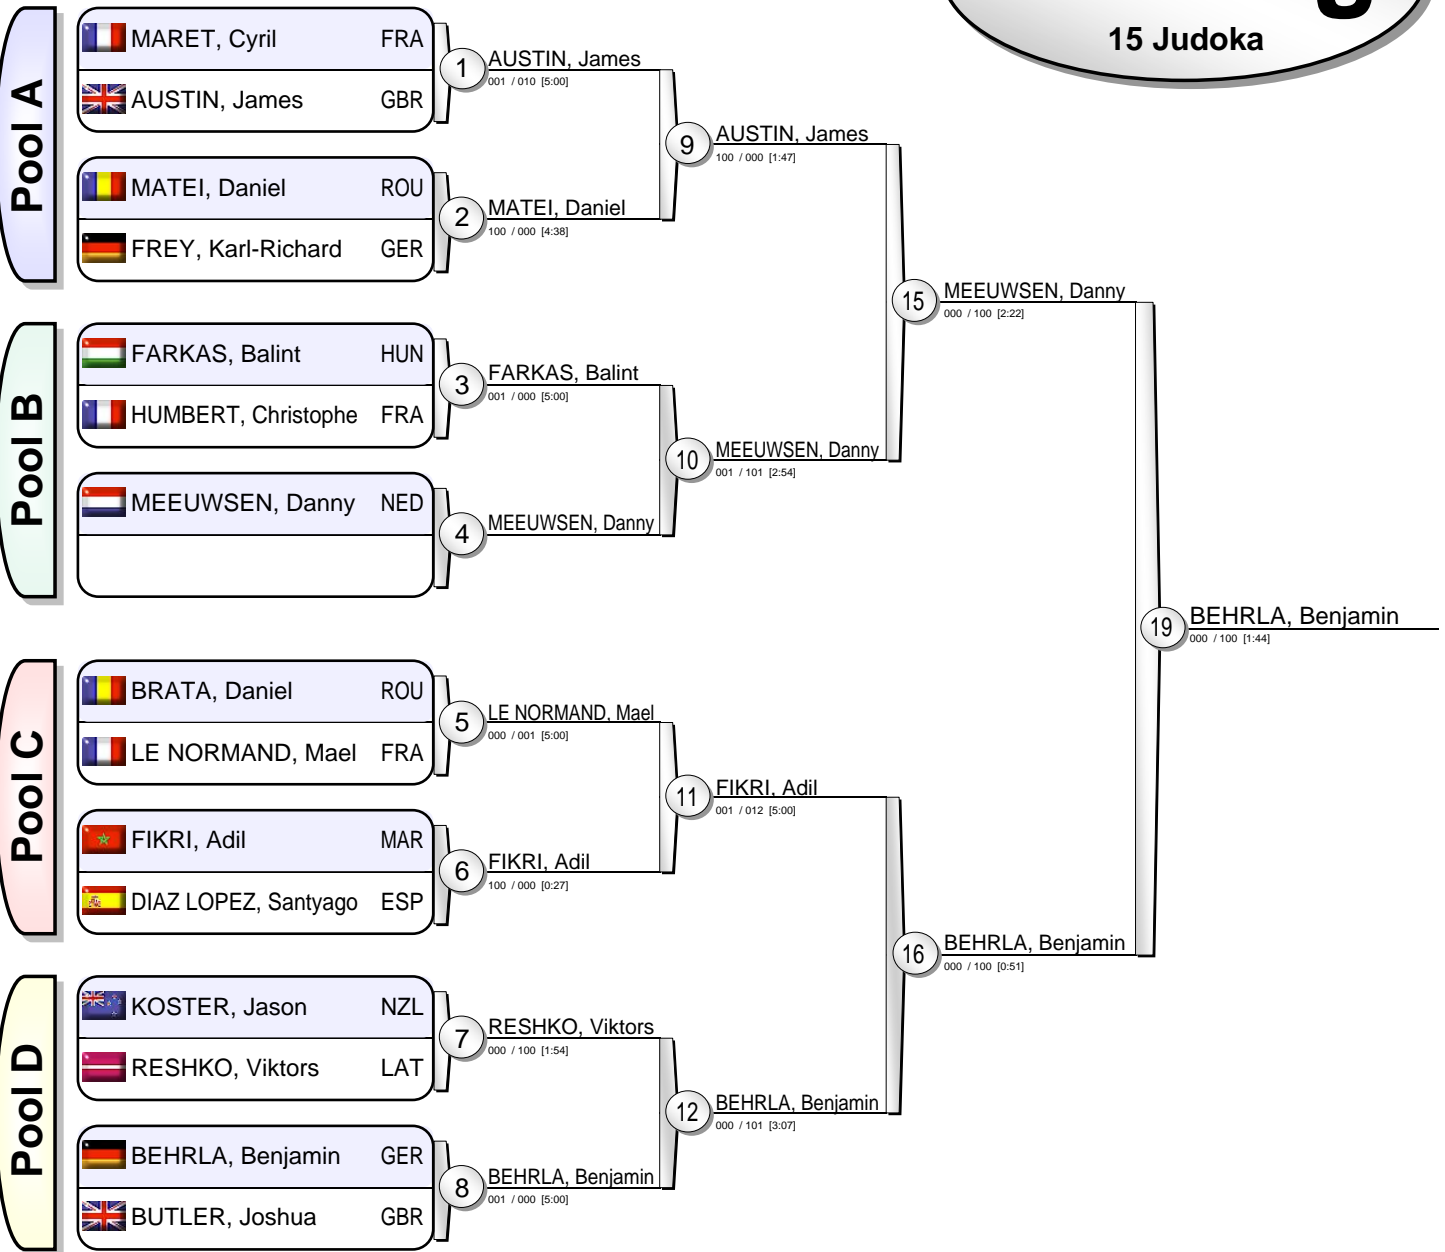 15 Judoka
Pool A
MARET, Cyril FRA
AUSTIN, James GBR
1
AUSTIN, James
001 / 010 [5:00]
MATEI, Daniel ROU
FREY, Karl-Richard GER
2
MATEI, Daniel
100 / 000 [4:38]
9
AUSTIN, James
100 / 000 [1:47]
Pool B
FARKAS, Balint HUN
HUMBERT, Christophe FRA
3
FARKAS, Balint
001 / 000 [5:00]
MEEUWSEN, Danny NED
4
MEEUWSEN, Danny
10
MEEUWSEN, Danny
001 / 101 [2:54]
15
MEEUWSEN, Danny
000 / 100 [2:22]
19
BEHRLA, Benjamin
000 / 100 [1:44]
Pool C
BRATA, Daniel ROU
LE NORMAND, Mael FRA
5
LE NORMAND, Mael
000 / 001 [5:00]
FIKRI, Adil MAR
DIAZ LOPEZ, Santyago ESP
6
FIKRI, Adil
100 / 000 [0:27]
11
FIKRI, Adil
001 / 012 [5:00]
16
BEHRLA, Benjamin
000 / 100 [0:51]
Pool D
KOSTER, Jason NZL
RESHKO, Viktors LAT
7
RESHKO, Viktors
000 / 100 [1:54]
BEHRLA, Benjamin GER
BUTLER, Joshua GBR
8
BEHRLA, Benjamin
001 / 000 [5:00]
12
BEHRLA, Benjamin
000 / 101 [3:07]